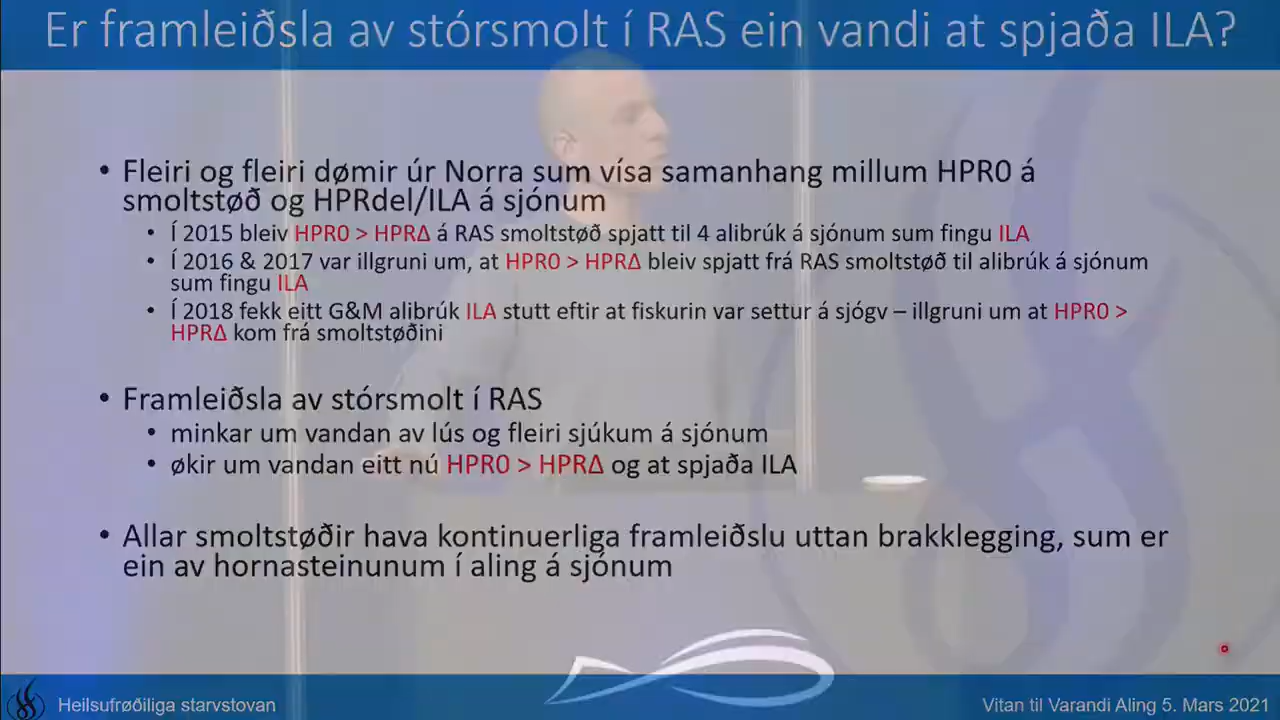 Er framleiðsla av stórsmolt í RAS ein vandi at spjaða ILA?
• Fleiri og fleiri dømir úr Norra sum vísa samanhang millum HPR0 á
smoltstøð og HPRdel/ILA á sjónum
• Í 2015 bleiv HPR0 > HPR∆ á RAS smoltstøð spjatt til 4 alibrúk á sjónum sum fingu ILA
• Í 2016 & 2017 var illgruni um, at HPR0 > HPR∆ bleiv spjatt frá RAS smoltstøð til alibrúk á sjónum
sum fingu ILA
• Í 2018 fekk eitt G&M alibrúk ILA stutt eftir at fiskurin var settur á sjógv – illgruni um at HPR0 >
HPR∆ kom frá smoltstøðini
• Framleiðsla av stórsmolt í RAS
• minkar um vandan av lús og fleiri sjúkum á sjónum
• økir um vandan eitt nú HPR0 > HPR∆ og at spjaða ILA
• Allar smoltstøðir hava kontinuerliga framleiðslu uttan brakklegging, sum er
ein av hornasteinunum í aling á sjónum
Heilsufrøðiliga starvstovan
Vitan til Varandi Aling 5. Mars 2021